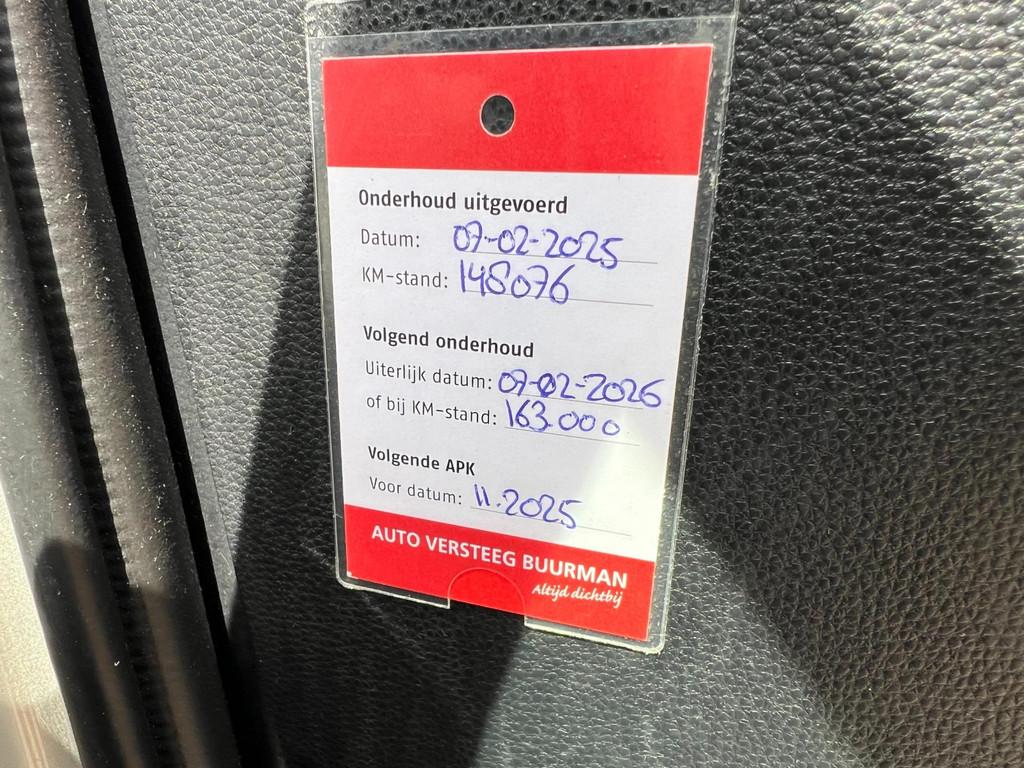 Onderhoud uitgevoerd
Datum: 07-02-2025
KM-stand: 148076
Volgend onderhoud
Uiterlijk datum: 07-02-2026
of bij KM-stand: 163.000
Volgende APK
Voor datum: 11.2025
AUTO VERSTEEG BUURMAN
Altijd dichtbij